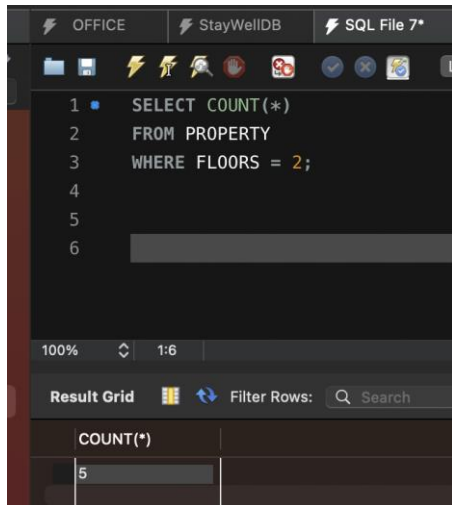 OFFICE StayWellDB SQL File 7*
1 SELECT COUNT(*)
2 FROM PROPERTY
3 WHERE FLOORS = 2;
4
5
6
100% 1:6
Result Grid Filter Rows: Search
COUNT(*)
5